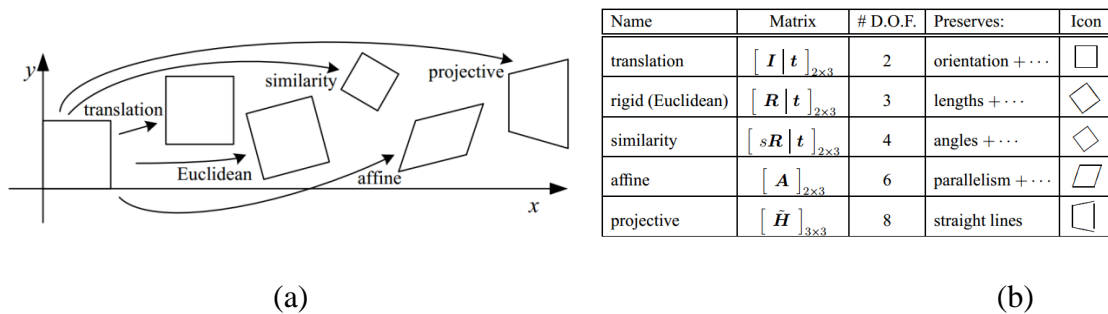 y
x
translation
similarity
projective
Euclidean
affine
(a)
Name Matrix # D.O.F. Preserves: Icon
translation [ I | t ]2×3 2 orientation + ···
rigid (Euclidean) [ R | t ]2×3 3 lengths + ···
similarity [ sR | t ]2×3 4 angles + ···
affine [ A ]2×3 6 parallelism + ···
projective [ H̃ ]3×3 8 straight lines
(b)